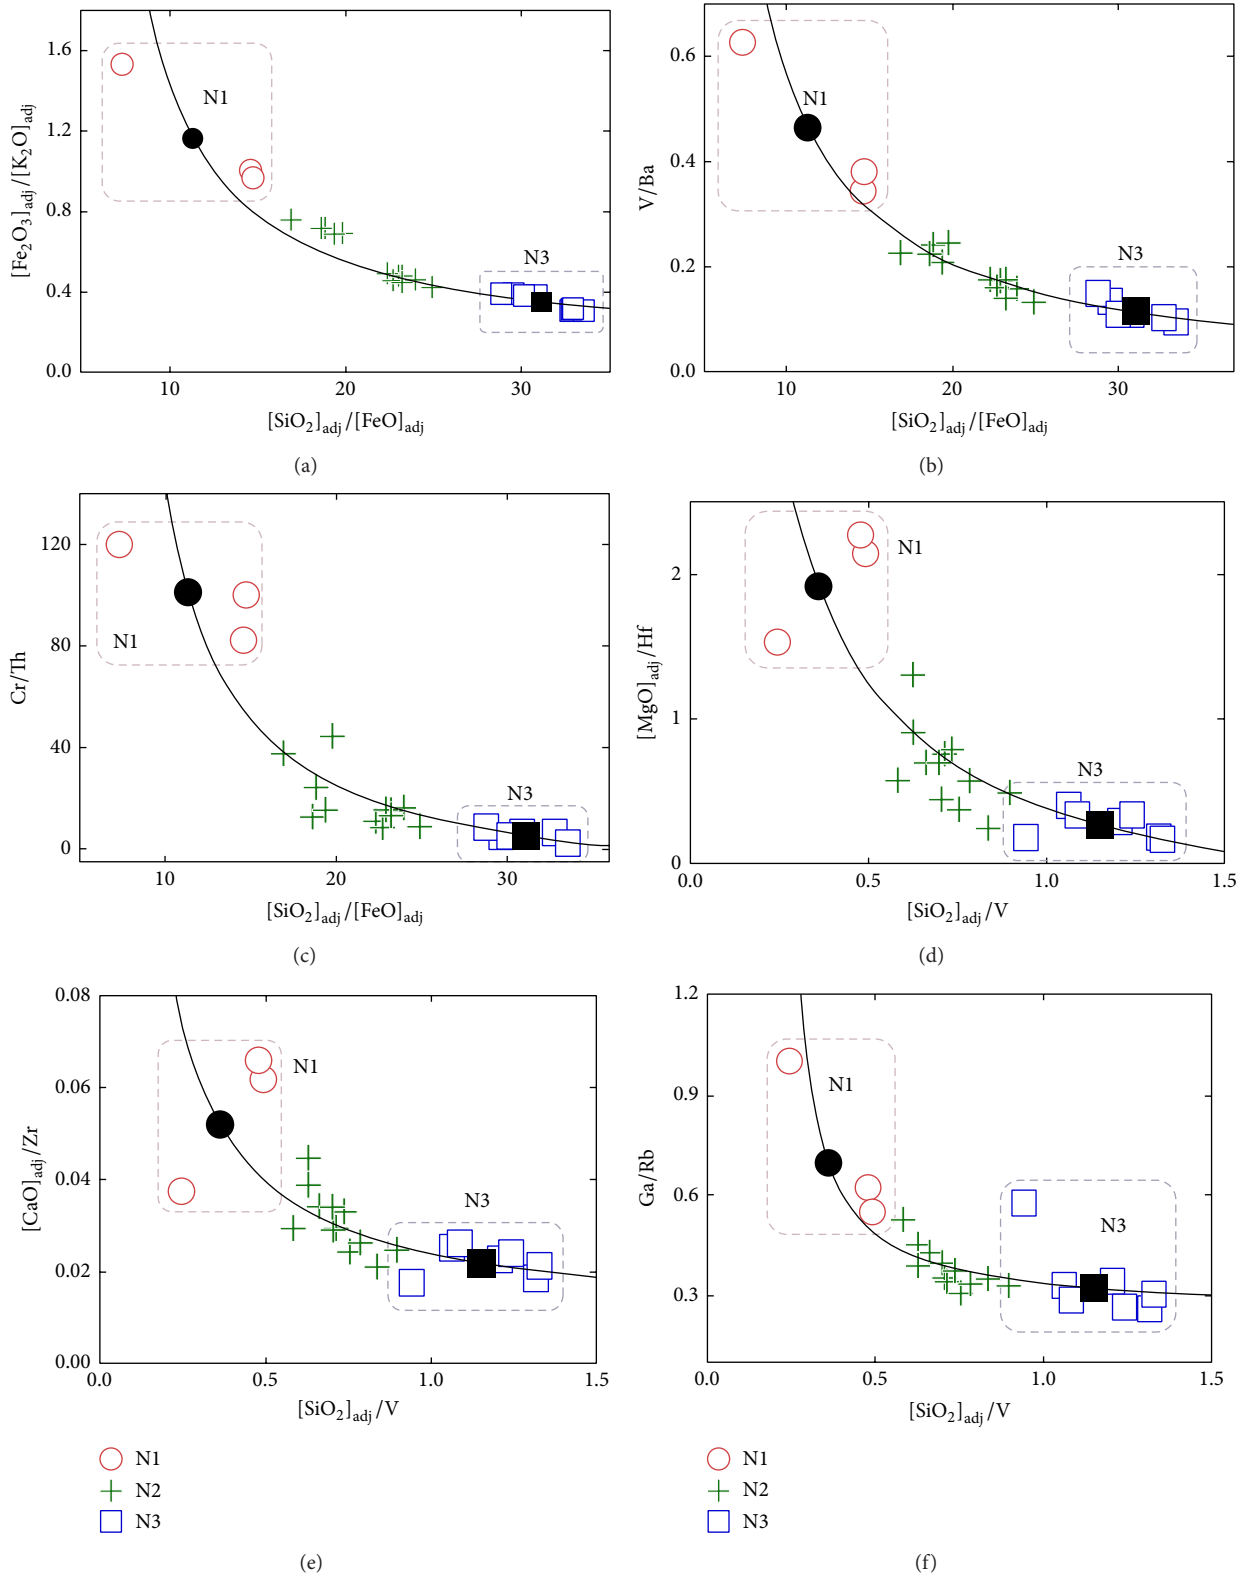 1.6
1.2
0.8
0.4
0.0
[Fe₂O₃]adj/[K₂O]adj
N1
N3
10 20 30
[SiO₂]adj/[FeO]adj
(a)
0.6
0.4
0.2
0.0
V/Ba
N1
N3
10 20 30
[SiO₂]adj/[FeO]adj
(b)
120
80
40
0
Cr/Th
N1
N3
10 20 30
[SiO₂]adj/[FeO]adj
(c)
2
1
0
[MgO]adj/Hf
N1
N3
0.0 0.5 1.0 1.5
[SiO₂]adj/V
(d)
0.08
0.06
0.04
0.02
0.00
[CaO]adj/Zr
N1
N3
0.0 0.5 1.0 1.5
[SiO₂]adj/V
N1
N2
N3
(e)
1.2
0.9
0.6
0.3
Ga/Rb
N1
N3
0.0 0.5 1.0 1.5
[SiO₂]adj/V
N1
N2
N3
(f)